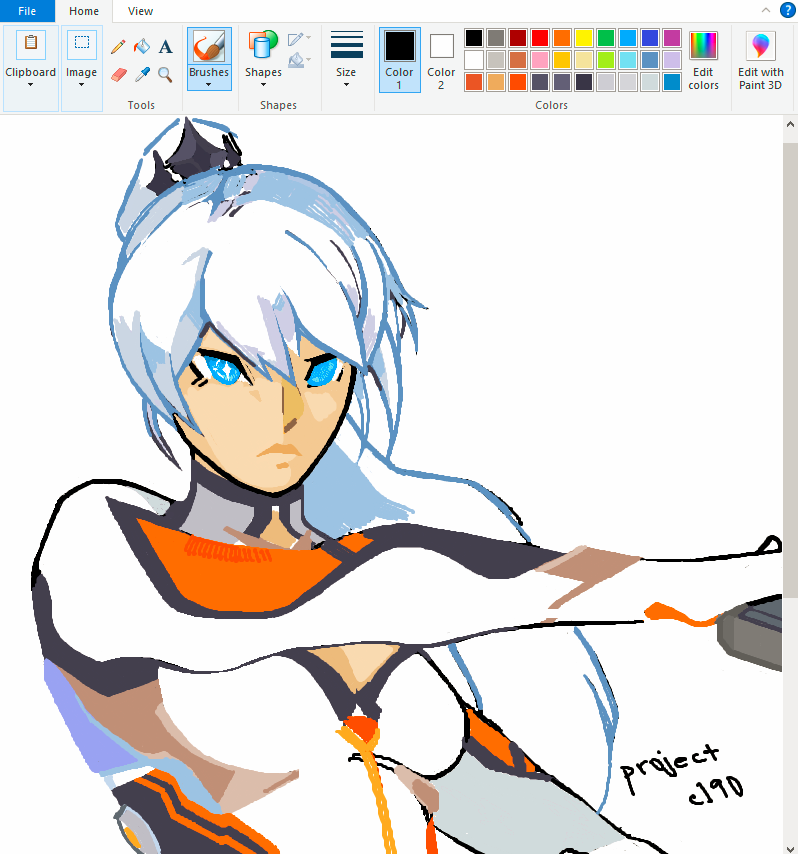 File Home View
Clipboard Image Tools Brushes Shapes Shapes Size Color 1 Color 2 Colors Edit colors Edit with Paint 3D
A
?
project
c190